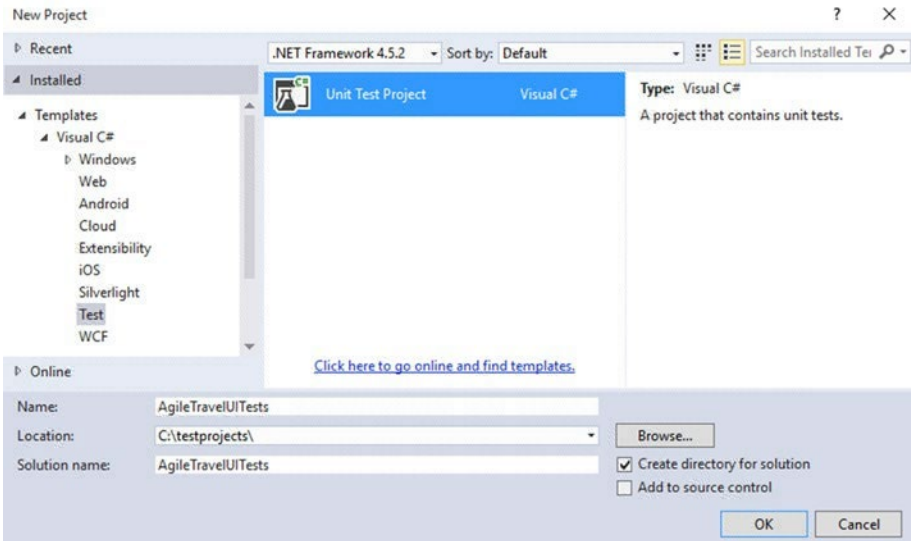 New Project ?
Recent
.NET Framework 4.5.2 Sort by: Default Search Installed Te
Installed
Templates
Visual C#
Windows
Web
Android
Cloud
Extensibility
iOS
Silverlight
Test
WCF
Online
C#
Unit Test Project Visual C#
Click here to go online and find templates.
Type: Visual C#
A project that contains unit tests.
Name: AgileTravelUITests
Location: C:\testprojects\ Browse...
Solution name: AgileTravelUITests
Create directory for solution
Add to source control
OK Cancel